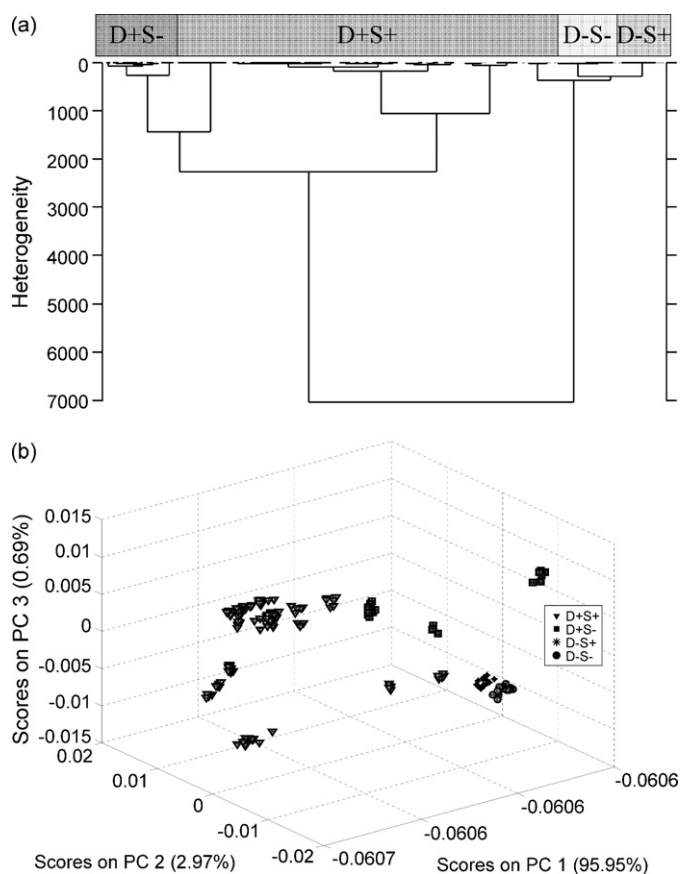 (a)
D+S- D+S+ D-S- D-S+
0
1000
2000
3000
4000
5000
6000
7000
Heterogeneity
(b)
0.015
0.01
0.005
0
-0.005
-0.01
-0.015
Scores on PC 3 (0.69%)
0.02
0.01
0
-0.01
-0.02
Scores on PC 2 (2.97%)
-0.0607
-0.0606
-0.0606
-0.0606
Scores on PC 1 (95.95%)
D+S+
D+S-
D-S+
D-S-